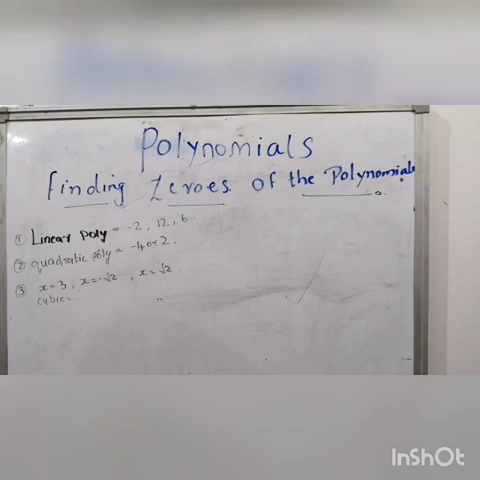 Polynomials
Finding Zeroes of the Polynomials
① Linear Poly = -2, 12, 6
② quadratic poly = -4 or 2.
③ x=3, x=-√2, x=√2
cubic
InShOt